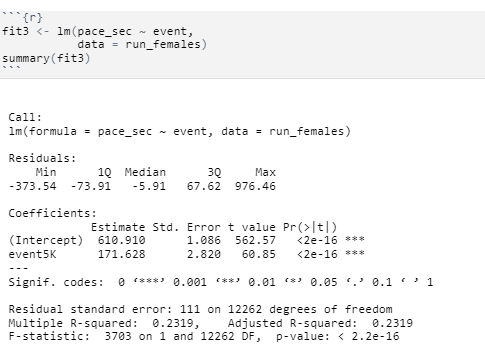 ```{r}
fit3 <- lm(pace_sec ~ event,
           data = run_females)
summary(fit3)
```
Call:
lm(formula = pace_sec ~ event, data = run_females)
Residuals:
    Min      1Q  Median      3Q     Max
-373.54  -73.91   -5.91   67.62  976.46
Coefficients:
            Estimate Std. Error t value Pr(>|t|)
(Intercept)  610.910      1.086  562.57   <2e-16 ***
event5K      171.628      2.820   60.85   <2e-16 ***
---
Signif. codes:  0 ‘***’ 0.001 ‘**’ 0.01 ‘*’ 0.05 ‘.’ 0.1 ‘ ’ 1
Residual standard error: 111 on 12262 degrees of freedom
Multiple R-squared:  0.2319,	Adjusted R-squared:  0.2319
F-statistic:  3703 on 1 and 12262 DF,  p-value: < 2.2e-16